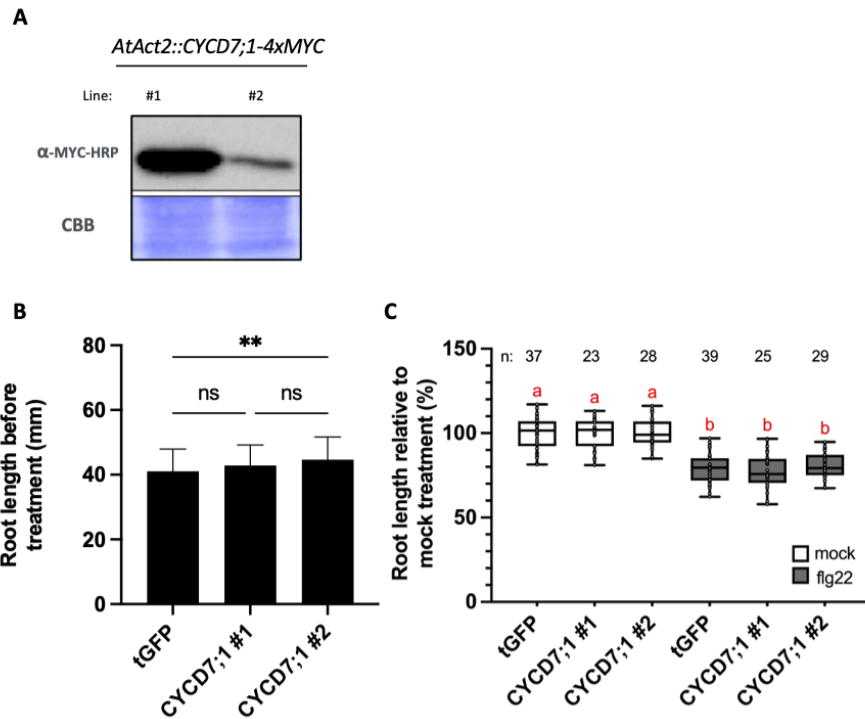 A
AtAct2::CYCD7;1-4xMYC
Line: #1 #2
α-MYC-HRP
CBB
B
80
60
40
20
0
Root length before
treatment (mm)
**
ns ns
tGFP
CYCD7;1 #1
CYCD7;1 #2
C
150
100
50
0
Root length relative to
mock treatment (%)
n: 37 23 28 39 25 29
a a a b b b
mock
flg22
tGFP
CYCD7;1 #1
CYCD7;1 #2
tGFP
CYCD7;1 #1
CYCD7;1 #2